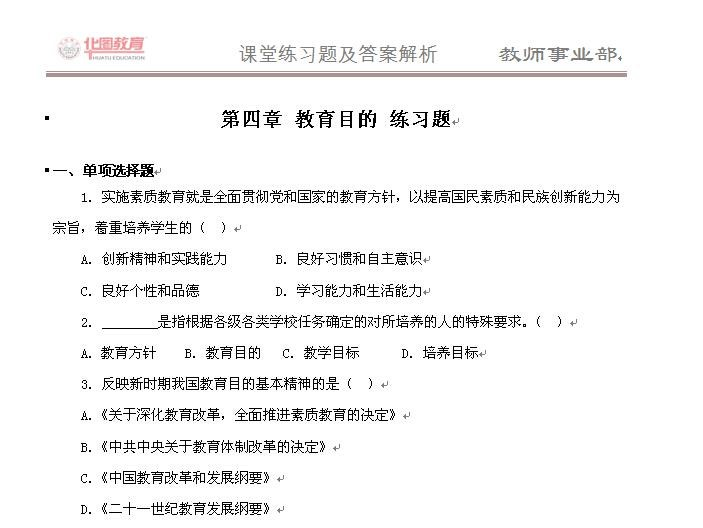 华图教育
HUATU EDUCATION
课堂练习题及答案解析
教师事业部
第四章 教育目的 练习题
一、单项选择题
1. 实施素质教育就是全面贯彻党和国家的教育方针，以提高国民素质和民族创新能力为
宗旨，着重培养学生的（ ）
A. 创新精神和实践能力 B. 良好习惯和自主意识
C. 良好个性和品德 D. 学习能力和生活能力
2. ________是指根据各级各类学校任务确定的对所培养的人的特殊要求。（ ）
A. 教育方针 B. 教育目的 C. 教学目标 D. 培养目标
3. 反映新时期我国教育目的基本精神的是（ ）
A.《关于深化教育改革，全面推进素质教育的决定》
B.《中共中央关于教育体制改革的决定》
C.《中国教育改革和发展纲要》
D.《二十一世纪教育发展纲要》